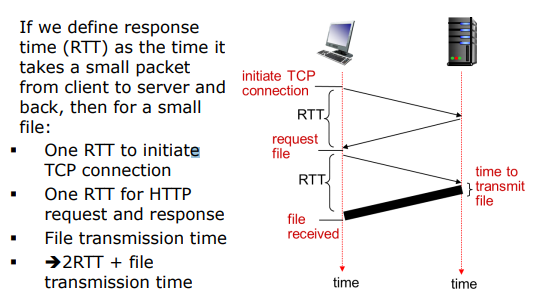 If we define response
time (RTT) as the time it
takes a small packet
from client to server and
back, then for a small
file:
▪ One RTT to initiate
TCP connection
▪ One RTT for HTTP
request and response
▪ File transmission time
▪ ➔2RTT + file
transmission time
initiate TCP
connection
RTT
request
file
RTT
file
received
time to
transmit
file
time
time